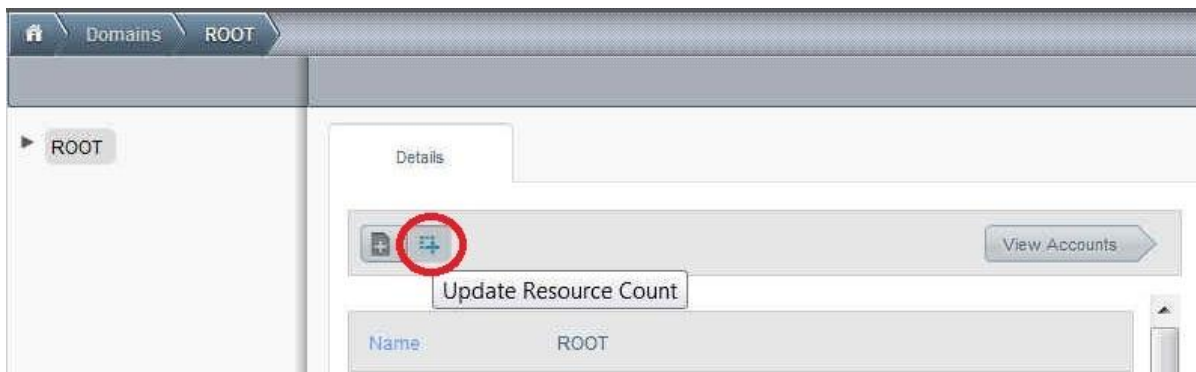 Domains
ROOT
ROOT
Details
View Accounts
Update Resource Count
Name
ROOT